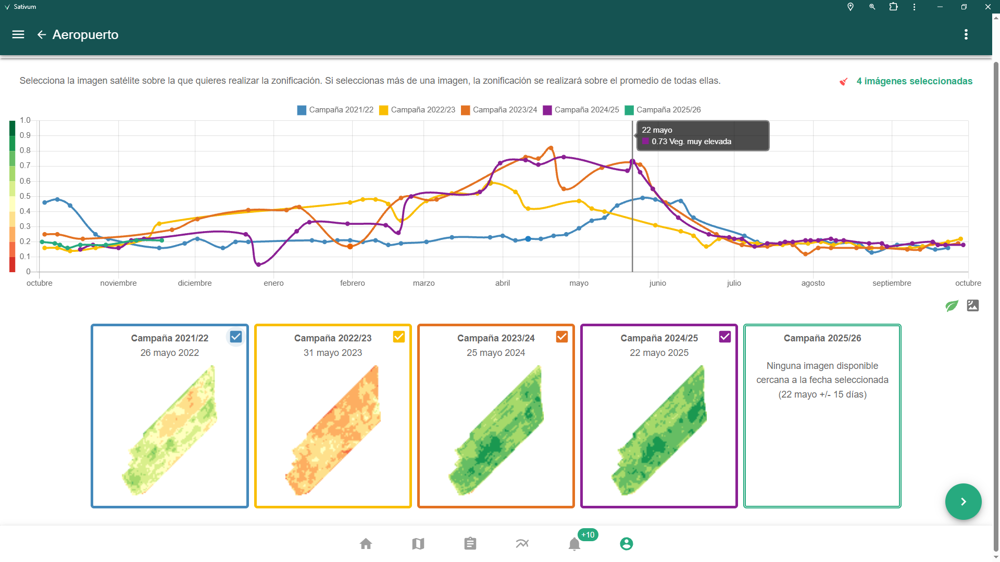 Sativum
Aeropuerto
Selecciona la imagen satélite sobre la que quieres realizar la zonificación. Si seleccionas más de una imagen, la zonificación se realizará sobre el promedio de todas ellas.
4 imágenes seleccionadas
Campaña 2021/22 Campaña 2022/23 Campaña 2023/24 Campaña 2024/25 Campaña 2025/26
1.0
0.9
0.8
0.7
0.6
0.5
0.4
0.3
0.2
0.1
0
22 mayo
0.73 Veg. muy elevada
octubre noviembre diciembre enero febrero marzo abril mayo junio julio agosto septiembre octubre
Campaña 2021/22
26 mayo 2022
Campaña 2022/23
31 mayo 2023
Campaña 2023/24
25 mayo 2024
Campaña 2024/25
22 mayo 2025
Campaña 2025/26
Ninguna imagen disponible
cercana a la fecha seleccionada
(22 mayo +/- 15 días)
+10